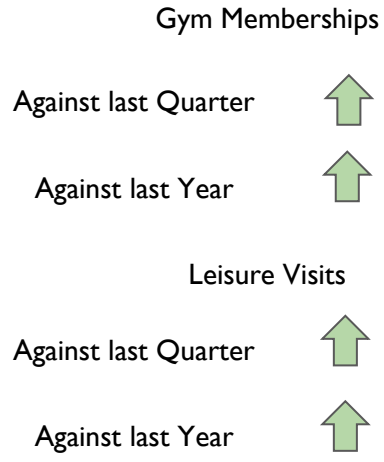 Gym Memberships
Against last Quarter
Against last Year
Leisure Visits
Against last Quarter
Against last Year